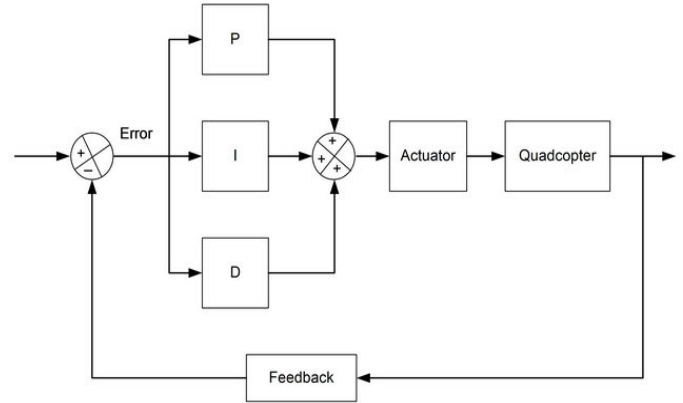 P
Error
+
−
I
+
+
+
Actuator
Quadcopter
D
Feedback